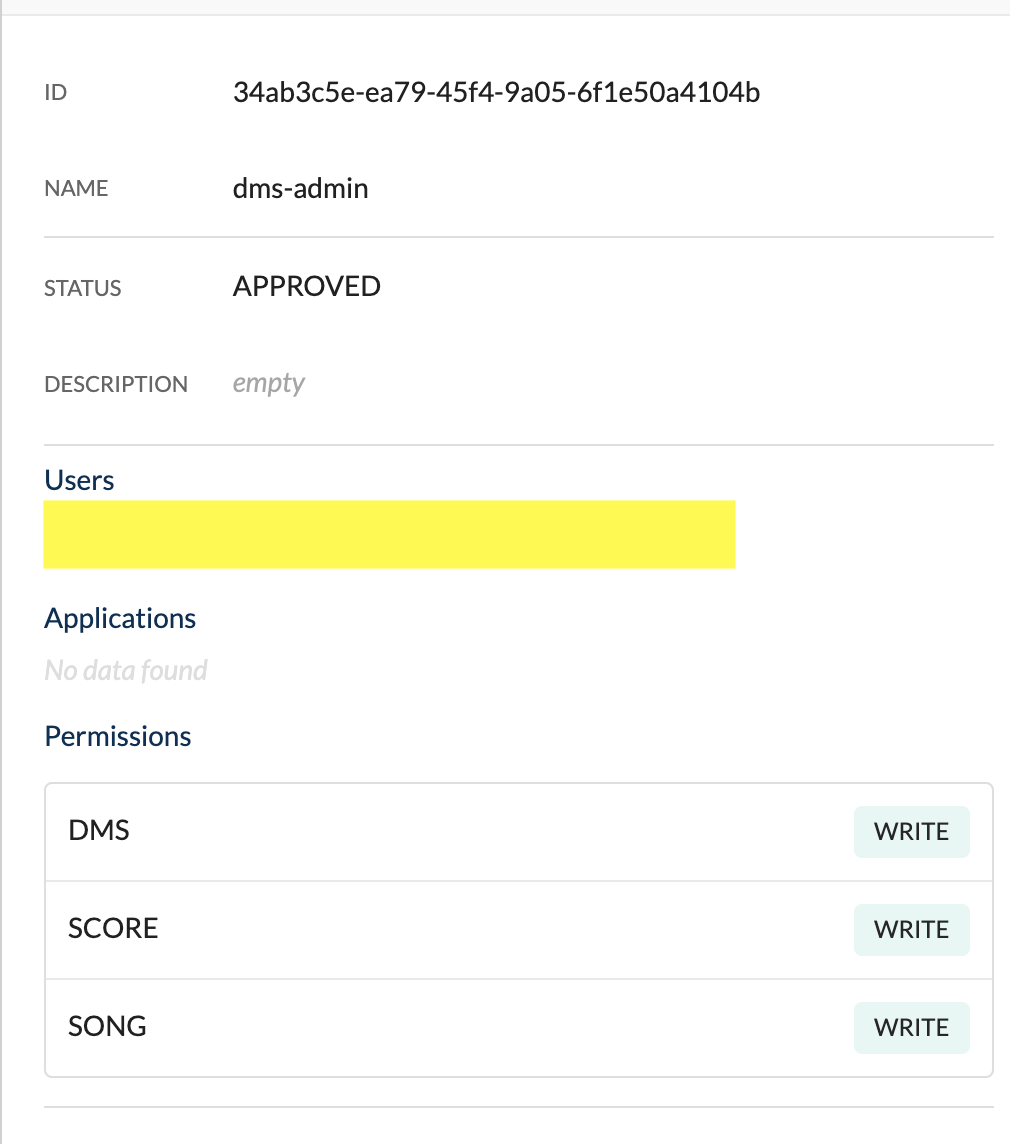 ID 34ab3c5e-ea79-45f4-9a05-6f1e50a4104b
NAME dms-admin
STATUS APPROVED
DESCRIPTION empty
Users
Applications
No data found
Permissions
DMS WRITE
SCORE WRITE
SONG WRITE